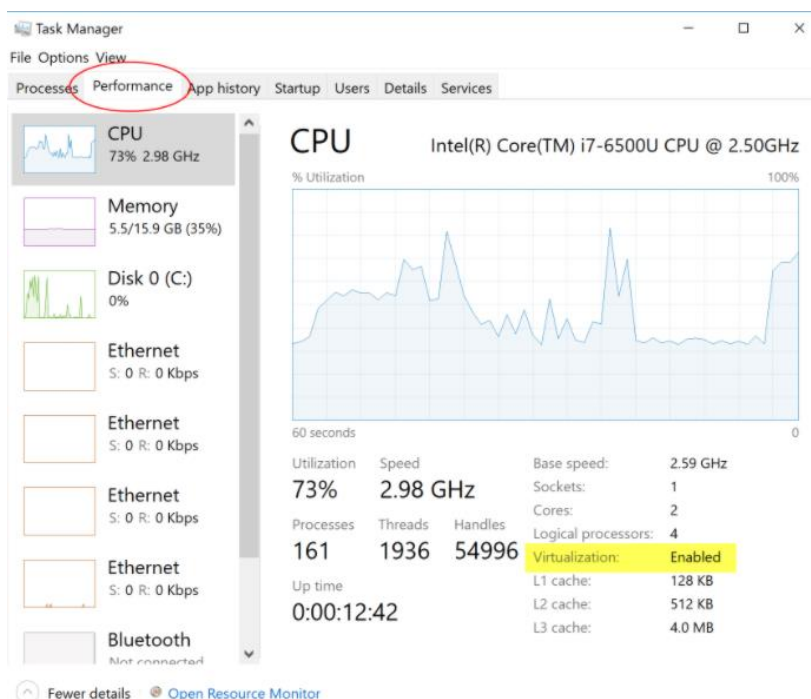 Task Manager
File Options View
Processes Performance App history Startup Users Details Services
CPU
73% 2.98 GHz
Memory
5.5/15.9 GB (35%)
Disk 0 (C:)
0%
Ethernet
S: 0 R: 0 Kbps
Ethernet
S: 0 R: 0 Kbps
Ethernet
S: 0 R: 0 Kbps
Ethernet
S: 0 R: 0 Kbps
Bluetooth
Not connected
CPU Intel(R) Core(TM) i7-6500U CPU @ 2.50GHz
% Utilization 100%
60 seconds 0
Utilization Speed
73% 2.98 GHz
Processes Threads Handles
161 1936 54996
Up time
0:00:12:42
Base speed: 2.59 GHz
Sockets: 1
Cores: 2
Logical processors: 4
Virtualization: Enabled
L1 cache: 128 KB
L2 cache: 512 KB
L3 cache: 4.0 MB
Fewer details Open Resource Monitor